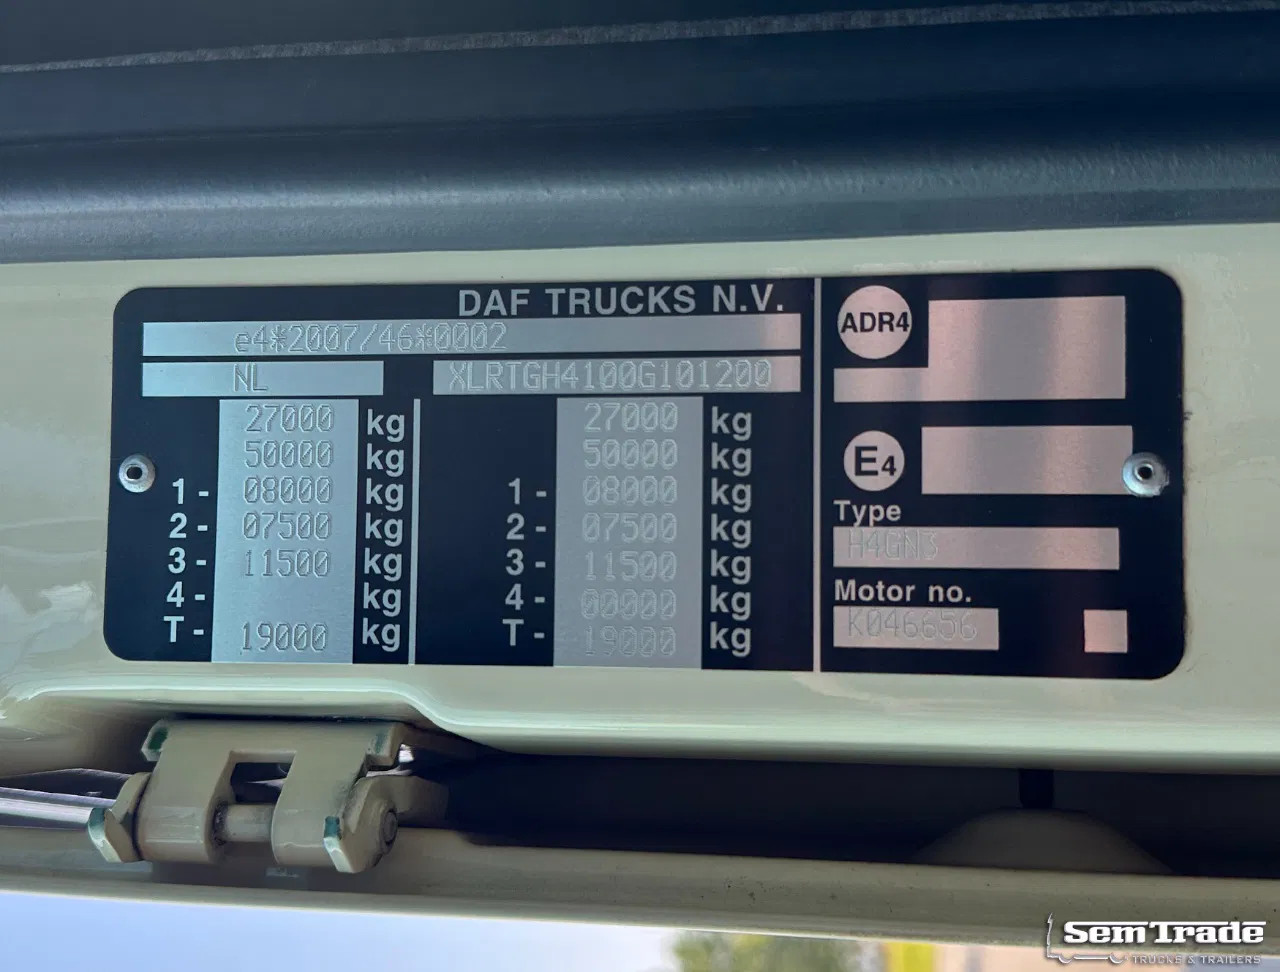 DAF TRUCKS N.V.
e4*2007/46*0002
NL XLRTGH4100G101200
27000 kg 27000 kg
50000 kg 50000 kg
1 - 08000 kg 1 - 08000 kg
2 - 07500 kg 2 - 07500 kg
3 - 11500 kg 3 - 11500 kg
4 - kg 4 - 00000 kg
T - 19000 kg T - 19000 kg
ADR4
E4
Type
H4GN3
Motor no.
K046656
SemTrade
TRUCKS & TRAILERS